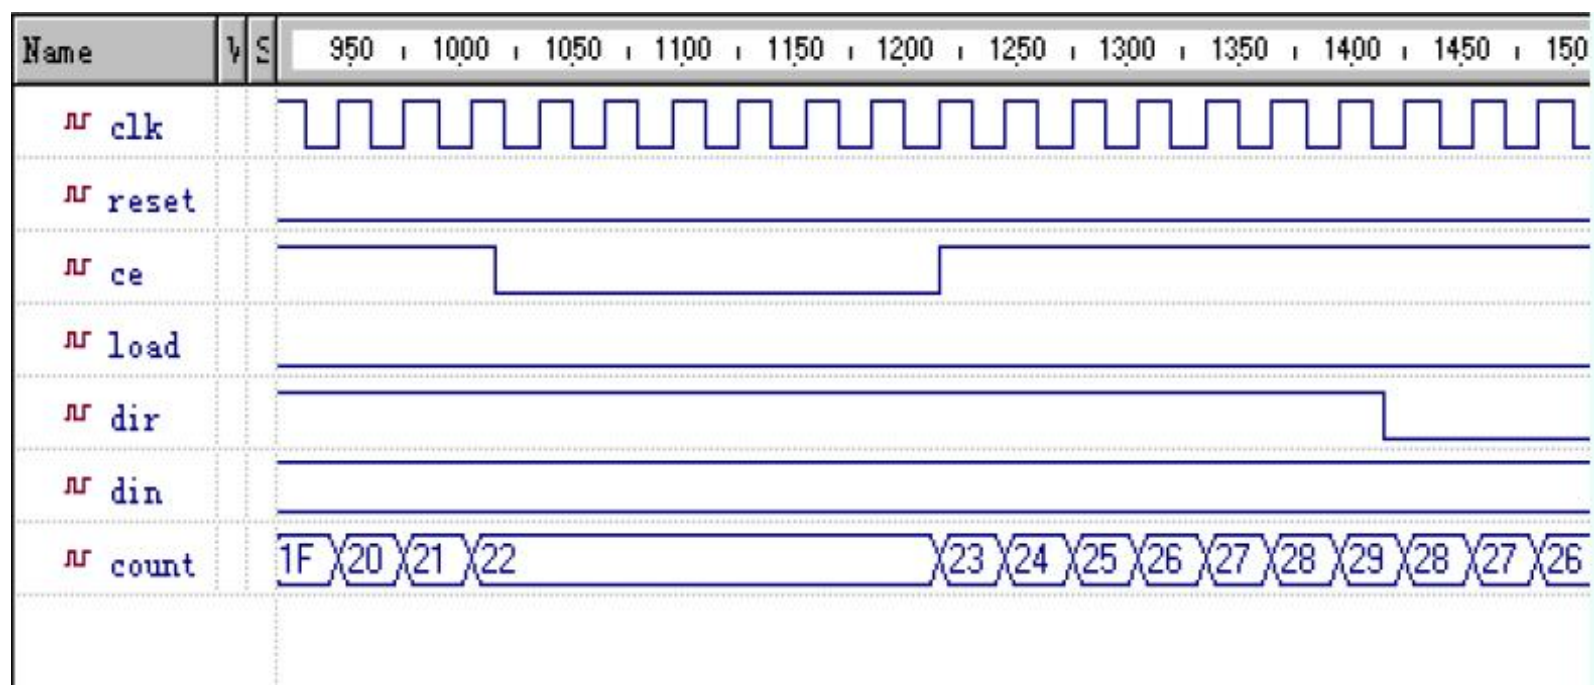 Name S 950 1000 1050 1100 1150 1200 1250 1300 1350 1400 1450 150
clk
reset
ce
load
dir
din
count 1F 20 21 22 23 24 25 26 27 28 29 28 27 26